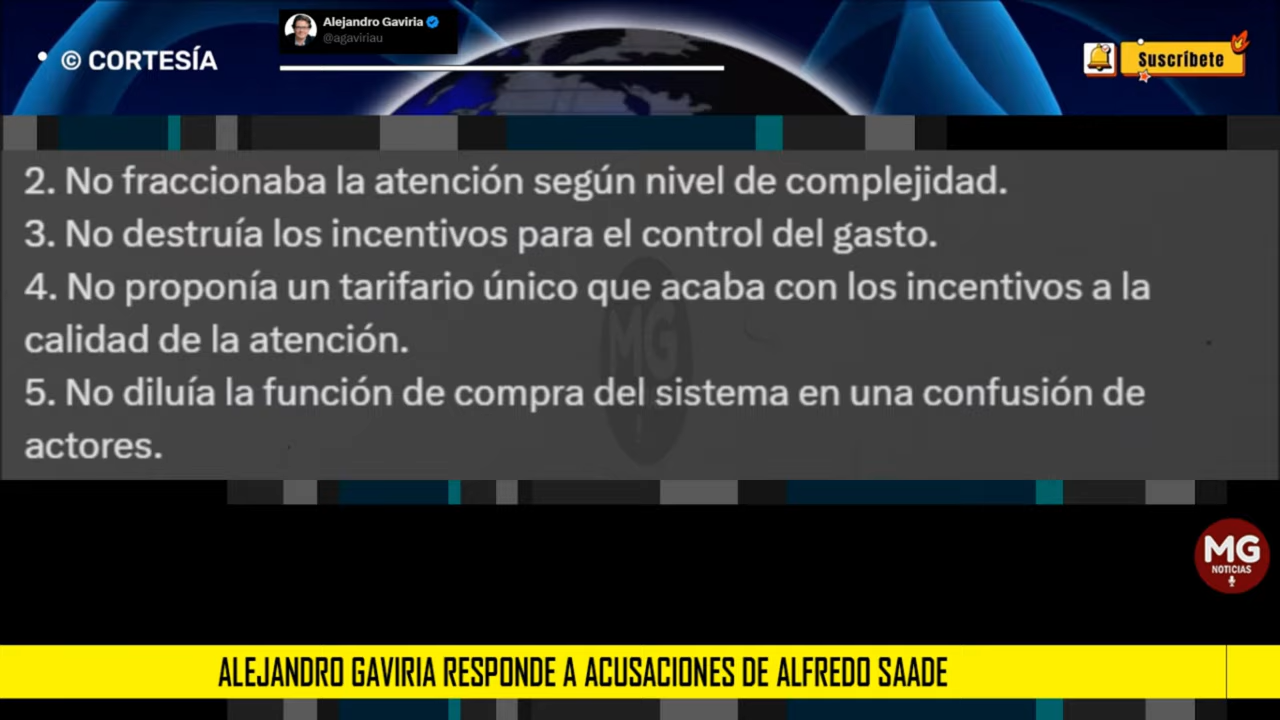 Alejandro Gaviria
@agaviriau
© CORTESÍA
Suscríbete
2. No fraccionaba la atención según nivel de complejidad.
3. No destruía los incentivos para el control del gasto.
4. No proponía un tarifario único que acaba con los incentivos a la
calidad de la atención.
5. No diluía la función de compra del sistema en una confusión de
actores.
MG
MG
NOTICIAS
ALEJANDRO GAVIRIA RESPONDE A ACUSACIONES DE ALFREDO SAADE